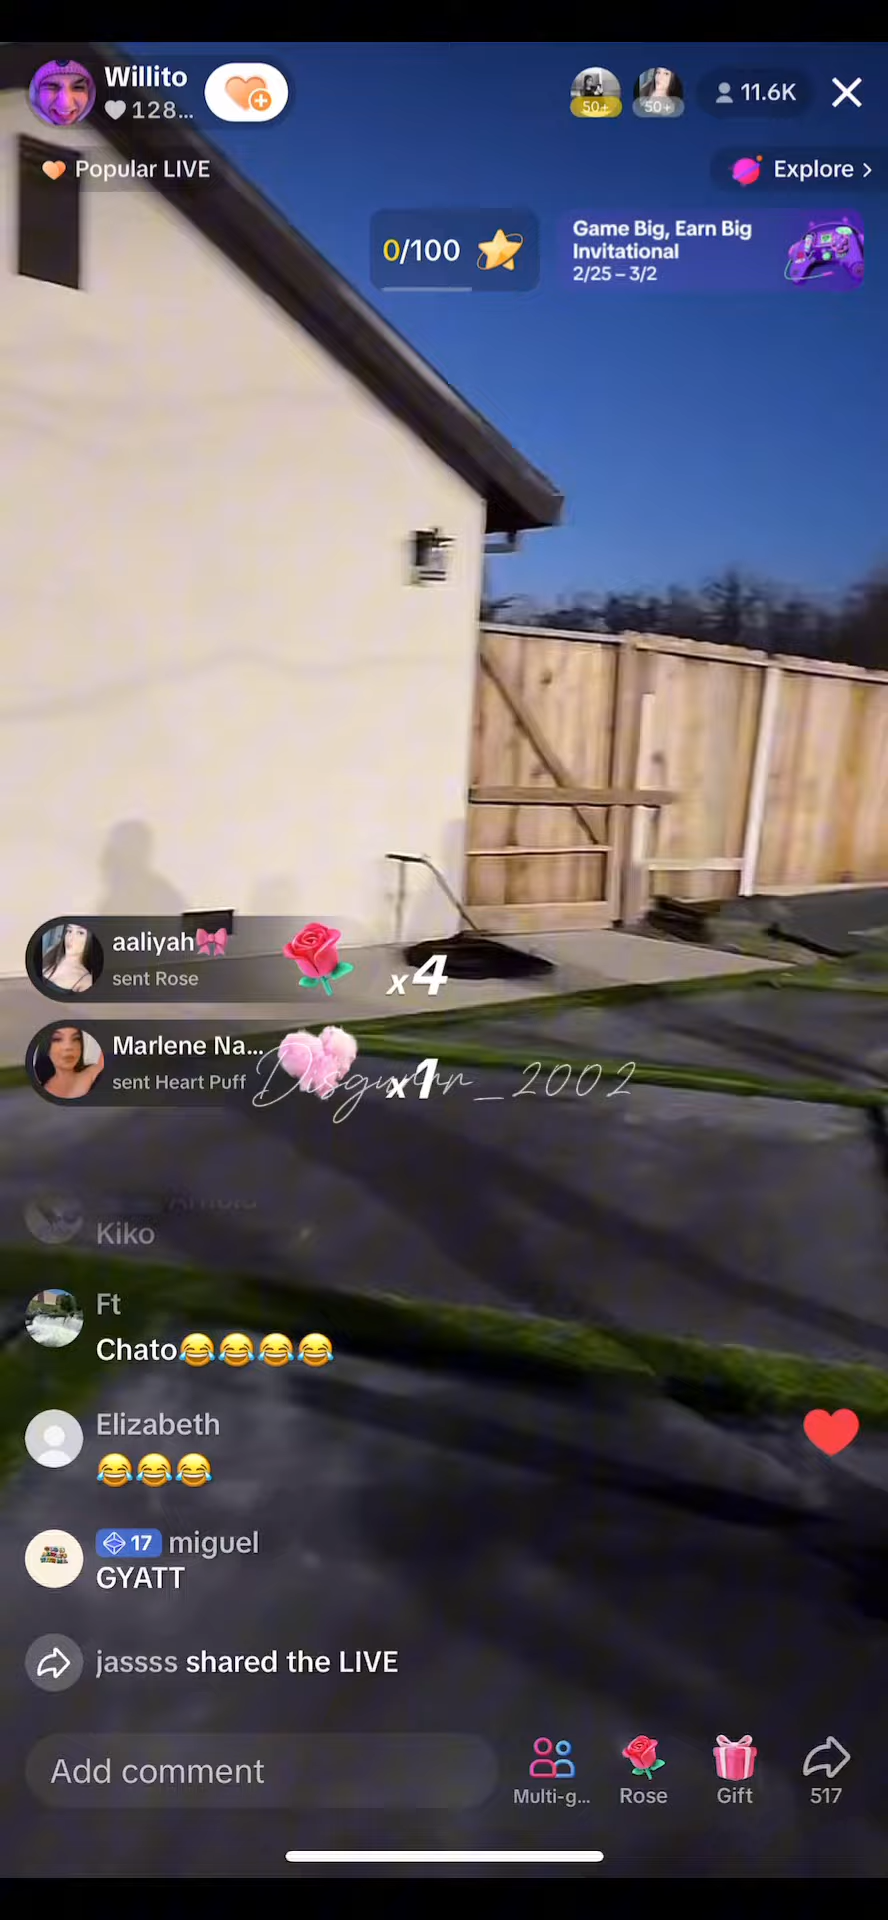 Willito
128...
50+
50+
11.6K
Popular LIVE
Explore
0/100
Game Big, Earn Big
Invitational
2/25 – 3/2
aaliyah
sent Rose
x4
Marlene Na...
sent Heart Puff
x1
Kiko
Ft
Chato😂😂😂😂
Elizabeth
😂😂😂
17 miguel
GYATT
jassss shared the LIVE
Add comment
Multi-g...
Rose
Gift
517